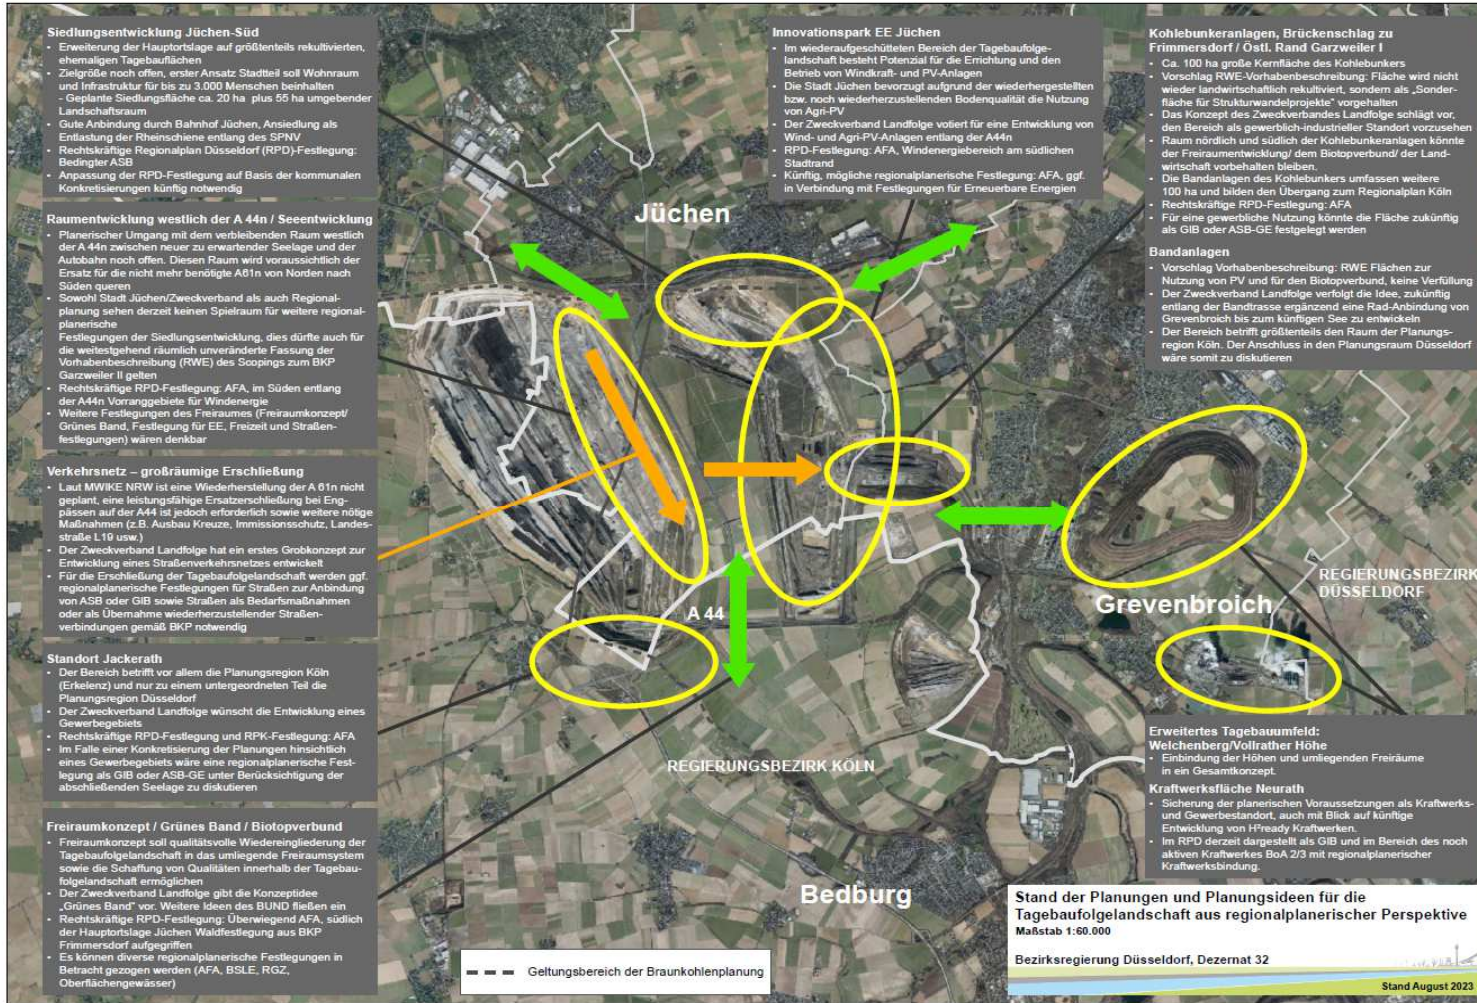 Siedlungsentwicklung Jüchen-Süd
• Erweiterung der Hauptortslage auf größtenteils rekultivierten,
ehemaligen Tagebauflächen
• Zielgröße noch offen, erster Ansatz Stadtteil soll Wohnraum
und Infrastruktur für bis zu 3.000 Menschen beinhalten
- Geplante Siedlungsfläche ca. 20 ha plus 55 ha umgebender
Landschaftsraum
• Gute Anbindung durch Bahnhof Jüchen, Ansiedlung als
Entlastung der Rheinschiene entlang des SPNV
• Rechtskräftige Regionalplan Düsseldorf (RPD)-Festlegung:
Bedingter ASB
• Anpassung der RPD-Festlegung auf Basis der kommunalen
Konkretisierungen künftig notwendig
Raumentwicklung westlich der A 44n / Seeentwicklung
• Planerischer Umgang mit dem verbleibenden Raum westlich
der A 44n zwischen neuer zu erwartender Seelage und der
Autobahn noch offen. Diesen Raum wird voraussichtlich der
Ersatz für die nicht mehr benötigte A61n von Norden nach
Süden queren
• Sowohl Stadt Jüchen/Zweckverband als auch Regional-
planung sehen derzeit keinen Spielraum für weitere regional-
planerische
Festlegungen der Siedlungsentwicklung, dies dürfte auch für
die weitestgehend räumlich unveränderte Fassung der
Vorhabenbeschreibung (RWE) des Scopings zum BKP
Garzweiler II gelten
• Rechtskräftige RPD-Festlegung: AFA, im Süden entlang
der A44n Vorranggebiete für Windenergie
• Weitere Festlegungen des Freiraumes (Freiraumkonzept/
Grünes Band, Festlegung für EE, Freizeit und Straßen-
festlegungen) wären denkbar
Verkehrsnetz – großräumige Erschließung
• Laut MWIKE NRW ist eine Wiederherstellung der A 61n nicht
geplant, eine leistungsfähige Ersatzerschließung bei Eng-
pässen auf der A44 ist jedoch erforderlich sowie weitere nötige
Maßnahmen (z.B. Ausbau Kreuze, Immissionsschutz, Landes-
straße L19 usw.)
• Der Zweckverband Landfolge hat ein erstes Grobkonzept zur
Entwicklung eines Straßenverkehrsnetzes entwickelt
• Für die Erschließung der Tagebaufolgelandschaft werden ggf.
regionalplanerische Festlegungen für Straßen zur Anbindung
von ASB oder GIB sowie Straßen als Bedarfsmaßnahmen
oder als Übernahme wiederherzustellender Straßen-
verbindungen gemäß BKP notwendig
Standort Jackerath
• Der Bereich betrifft vor allem die Planungsregion Köln
(Erkelenz) und nur zu einem untergeordneten Teil die
Planungsregion Düsseldorf
• Der Zweckverband Landfolge wünscht die Entwicklung eines
Gewerbegebiets
• Rechtskräftige RPD-Festlegung und RPK-Festlegung: AFA
• Im Falle einer Konkretisierung der Planungen hinsichtlich
eines Gewerbegebiets wäre eine regionalplanerische Fest-
legung als GIB oder ASB-GE unter Berücksichtigung der
abschließenden Seelage zu diskutieren
Freiraumkonzept / Grünes Band / Biotopverbund
• Freiraumkonzept soll qualitätsvolle Wiedereingliederung der
Tagebaufolgelandschaft in das umliegende Freiraumsystem
sowie die Schaffung von Qualitäten innerhalb der Tagebau-
folgelandschaft ermöglichen
• Der Zweckverband Landfolge gibt die Konzeptidee
„Grünes Band" vor. Weitere Ideen des BUND fließen ein
• Rechtskräftige RPD-Festlegung: Überwiegend AFA, südlich
der Hauptortslage Jüchen Waldfestlegung aus BKP
Frimmersdorf aufgegriffen
• Es können diverse regionalplanerische Festlegungen in
Betracht gezogen werden (AFA, BSLE, RGZ,
Oberflächengewässer)
Innovationspark EE Jüchen
• Im wiederaufgeschütteten Bereich der Tagebaufolge-
landschaft besteht Potenzial für die Errichtung und den
Betrieb von Windkraft- und PV-Anlagen
• Die Stadt Jüchen bevorzugt aufgrund der wiederhergestellten
bzw. noch wiederherzustellenden Bodenqualität die Nutzung
von Agri-PV
• Der Zweckverband Landfolge votiert für eine Entwicklung von
Wind- und Agri-PV-Anlagen entlang der A44n
• RPD-Festlegung: AFA, Windenergiebereich am südlichen
Stadtrand
• Künftig, mögliche regionalplanerische Festlegung: AFA, ggf.
in Verbindung mit Festlegungen für Erneuerbare Energien
Kohlebunkeranlagen, Brückenschlag zu
Frimmersdorf / Östl. Rand Garzweiler I
• Ca. 100 ha große Kernfläche des Kohlebunkers
• Vorschlag RWE-Vorhabenbeschreibung: Fläche wird nicht
wieder landwirtschaftlich rekultiviert, sondern als „Sonder-
fläche für Strukturwandelprojekte" vorgehalten
• Das Konzept des Zweckverbandes Landfolge schlägt vor,
den Bereich als gewerblich-industrieller Standort vorzusehen
• Raum nördlich und südlich der Kohlebunkeranlagen könnte
der Freiraumentwicklung/ dem Biotopverbund/ der Land-
wirtschaft vorbehalten bleiben.
• Die Bandanlagen des Kohlebunkers umfassen weitere
100 ha und bilden den Übergang zum Regionalplan Köln
• Rechtskräftige RPD-Festlegung: AFA
• Für eine gewerbliche Nutzung könnte die Fläche zukünftig
als GIB oder ASB-GE festgelegt werden
Bandanlagen
• Vorschlag Vorhabenbeschreibung: RWE Flächen zur
Nutzung von PV und für den Biotopverbund, keine Verfüllung
• Der Zweckverband Landfolge verfolgt die Idee, zukünftig
entlang der Bandtrasse ergänzend eine Rad-Anbindung von
Grevenbroich bis zum künftigen See zu entwickeln
• Der Bereich betrifft größtenteils den Raum der Planungs-
region Köln. Der Anschluss in den Planungsraum Düsseldorf
wäre somit zu diskutieren
Jüchen
REGIERUNGSBEZIRK
DÜSSELDORF
Grevenbroich
A 44
REGIERUNGSBEZIRK KÖLN
Bedburg
Erweitertes Tagebauumfeld:
Welchenberg/Vollrather Höhe
• Einbindung der Höhen und umliegenden Freiräume
in ein Gesamtkonzept.
Kraftwerksfläche Neurath
• Sicherung der planerischen Voraussetzungen als Kraftwerks-
und Gewerbestandort, auch mit Blick auf künftige
Entwicklung von H²ready Kraftwerken.
• Im RPD derzeit dargestellt als GIB und im Bereich des noch
aktiven Kraftwerkes BoA 2/3 mit regionalplanerischer
Kraftwerksbindung.
Geltungsbereich der Braunkohlenplanung
Stand der Planungen und Planungsideen für die
Tagebaufolgelandschaft aus regionalplanerischer Perspektive
Maßstab 1:60.000
Bezirksregierung Düsseldorf, Dezernat 32
Stand August 2023